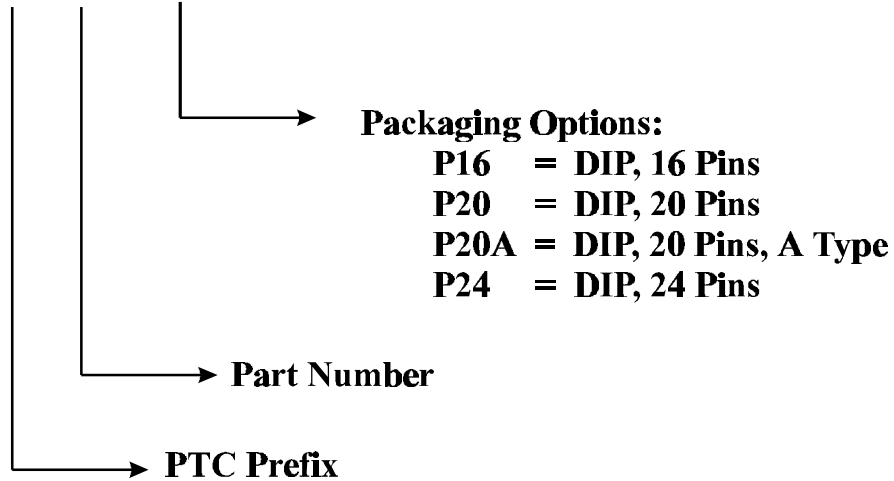 Packaging Options:
P16 = DIP, 16 Pins
P20 = DIP, 20 Pins
P20A = DIP, 20 Pins, A Type
P24 = DIP, 24 Pins
Part Number
PTC Prefix